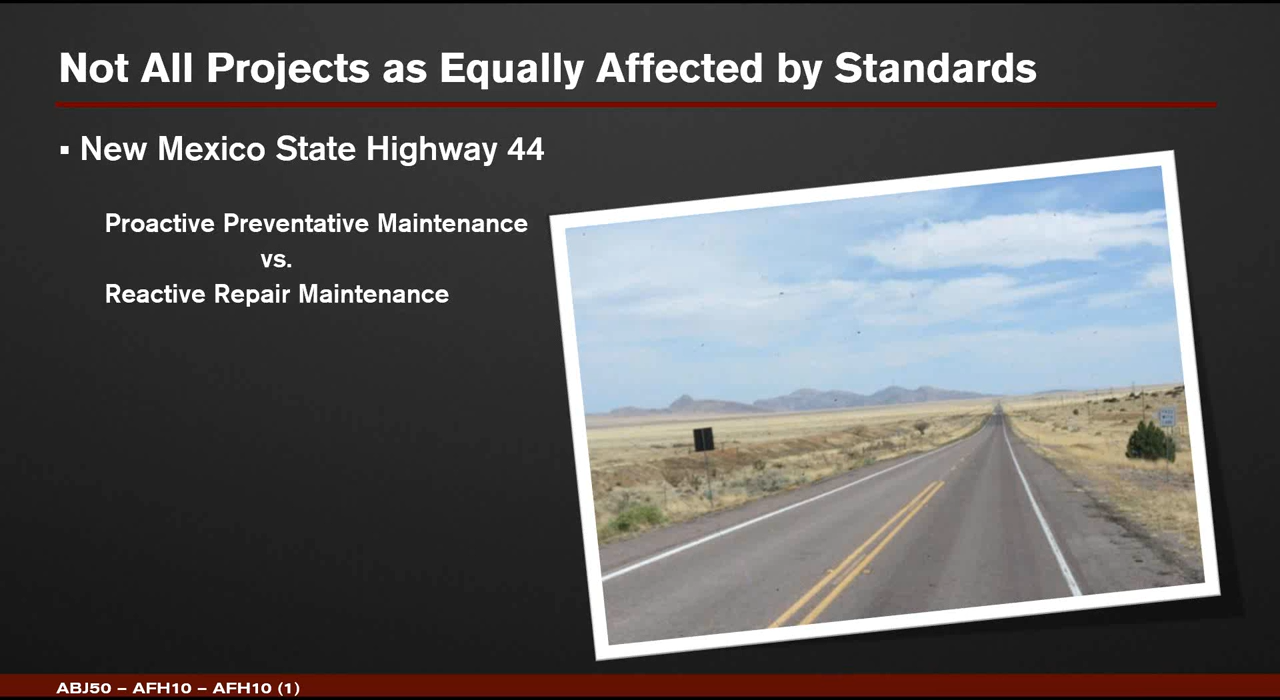 Not All Projects as Equally Affected by Standards
▪ New Mexico State Highway 44
Proactive Preventative Maintenance
vs.
Reactive Repair Maintenance
ABJ50 – AFH10 – AFH10 (1)